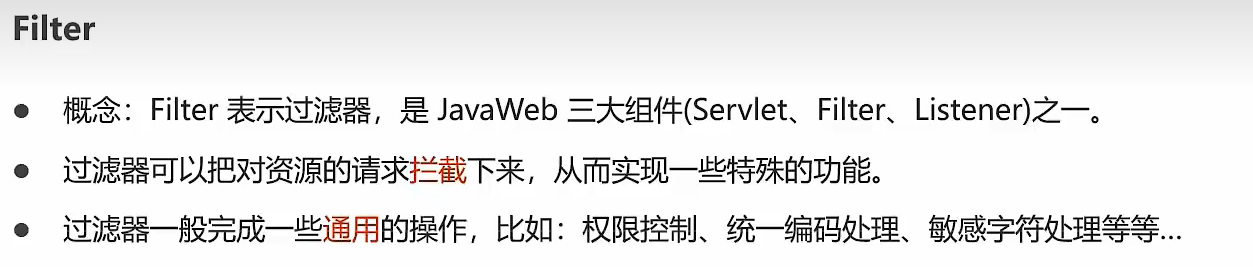 Filter
● 概念：Filter 表示过滤器，是 JavaWeb 三大组件(Servlet、Filter、Listener)之一。
● 过滤器可以把对资源的请求拦截下来，从而实现一些特殊的功能。
● 过滤器一般完成一些通用的操作，比如：权限控制、统一编码处理、敏感字符处理等等...